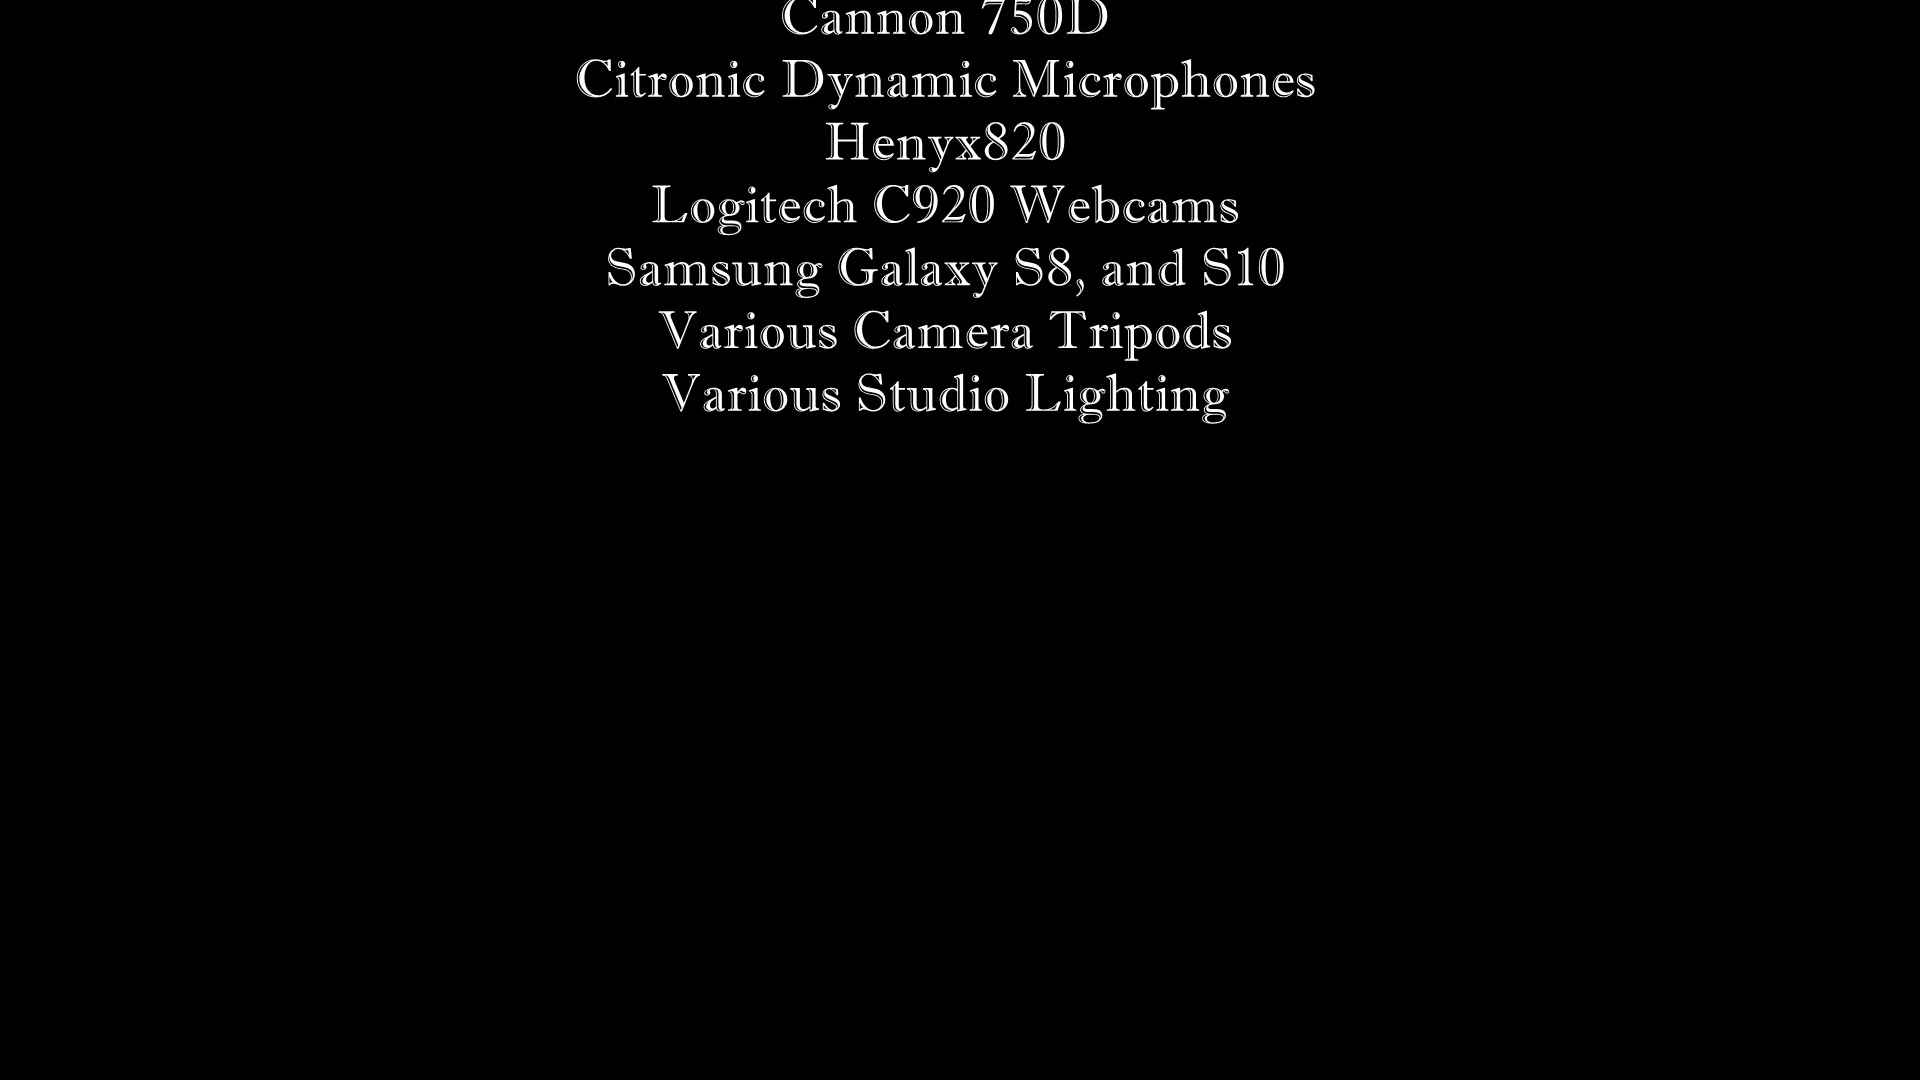 Cannon 750D
Citronic Dynamic Microphones
Henyx820
Logitech C920 Webcams
Samsung Galaxy S8, and S10
Various Camera Tripods
Various Studio Lighting